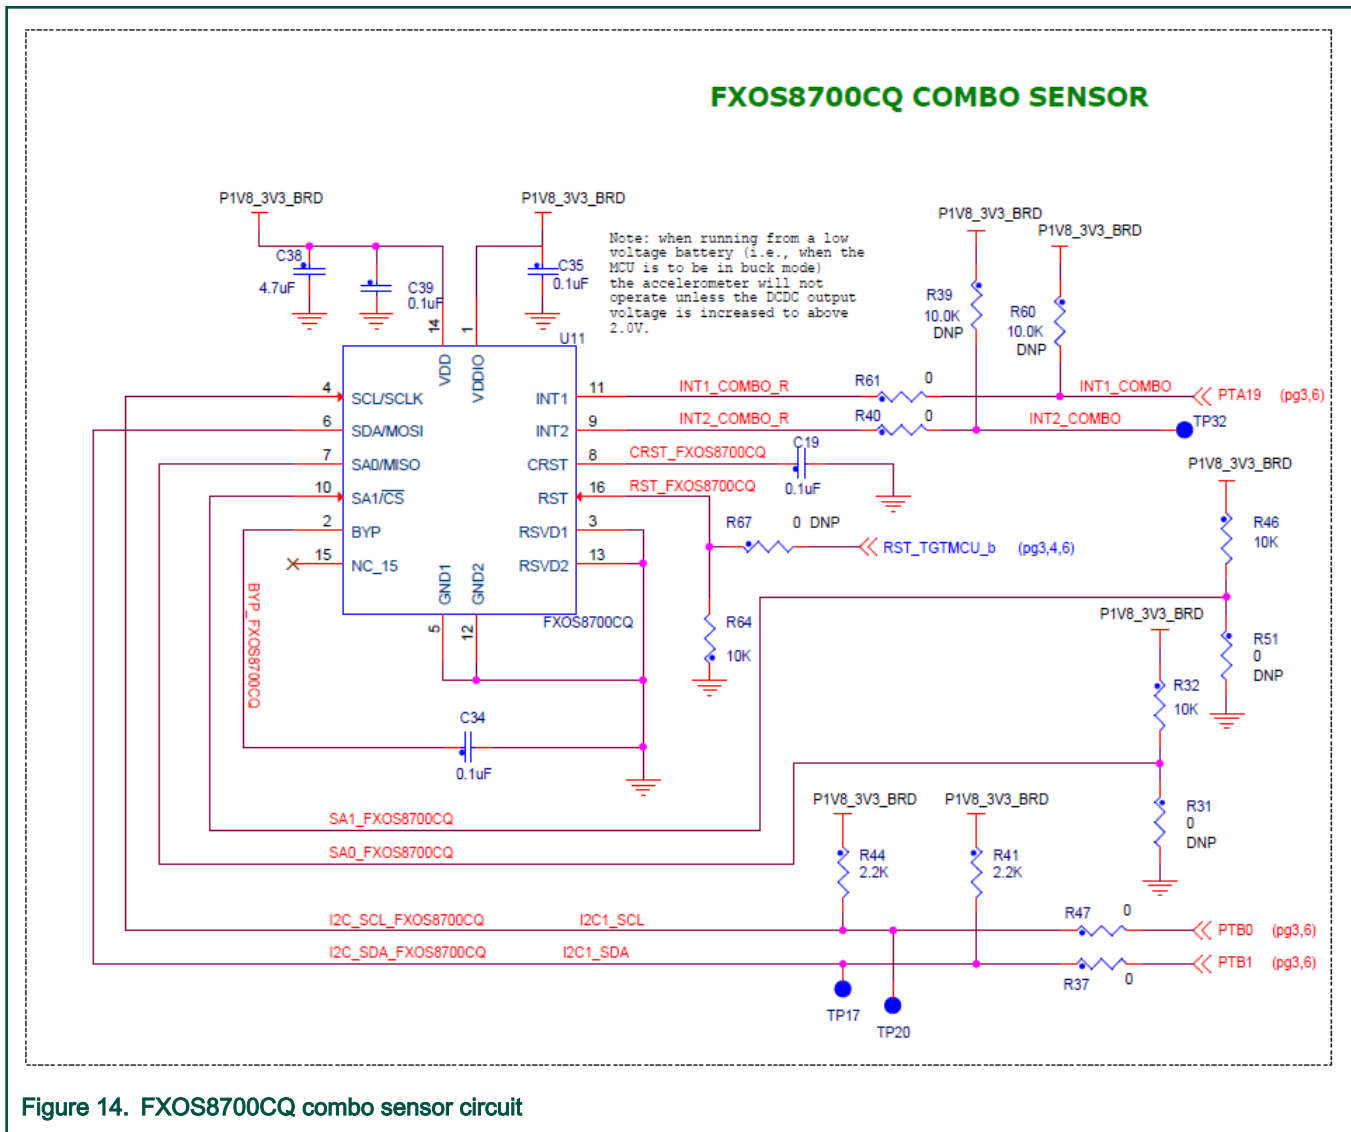 FXOS8700CQ COMBO SENSOR
P1V8_3V3_BRD
P1V8_3V3_BRD
P1V8_3V3_BRD
P1V8_3V3_BRD
Note: when running from a low
voltage battery (i.e., when the
MCU is to be in buck mode)
the accelerometer will not
operate unless the DCDC output
voltage is increased to above
2.0V.
C38
4.7uF
C39
0.1uF
C35
0.1uF
R39
10.0K
DNP
R60
10.0K
DNP
14
1
U11
VDD
VDDIO
4
SCL/SCLK
6
SDA/MOSI
7
SA0/MISO
10
SA1/CS
2
BYP
15
NC_15
INT1
11
INT2
9
CRST
8
RST
16
RSVD1
3
RSVD2
13
GND1
GND2
5
12
FXOS8700CQ
INT1_COMBO_R
R61
0
INT1_COMBO
PTA19
(pg3,6)
INT2_COMBO_R
R40
0
INT2_COMBO
TP32
CRST_FXOS8700CQ
C19
0.1uF
RST_FXOS8700CQ
R67
0 DNP
RST_TGTMCU_b
(pg3,4,6)
R64
10K
P1V8_3V3_BRD
R46
10K
R51
0
DNP
P1V8_3V3_BRD
R32
10K
R31
0
DNP
BYP_FXOS8700CQ
C34
0.1uF
SA1_FXOS8700CQ
SA0_FXOS8700CQ
P1V8_3V3_BRD
P1V8_3V3_BRD
R44
2.2K
R41
2.2K
I2C_SCL_FXOS8700CQ
I2C1_SCL
R47
0
PTB0
(pg3,6)
I2C_SDA_FXOS8700CQ
I2C1_SDA
R37
0
PTB1
(pg3,6)
TP17
TP20
Figure 14. FXOS8700CQ combo sensor circuit